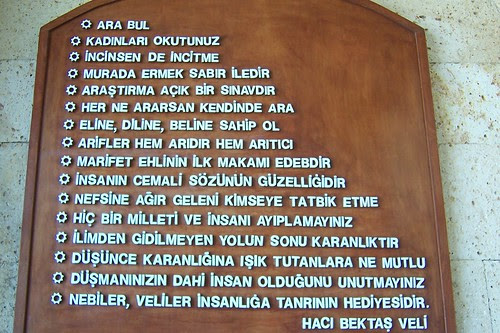 ARA BUL
KADINLARI OKUTUNUZ
İNCİNSEN DE İNCİTME
MURADA ERMEK SABIR İLEDİR
ARAŞTIRMA AÇIK BİR SINAVDIR
HER NE ARARSAN KENDİNDE ARA
ELİNE, DİLİNE, BELİNE SAHİP OL
ARİFLER HEM ARIDIR HEM ARITICI
MARİFET EHLİNİN İLK MAKAMI EDEBDİR
İNSANIN CEMALİ SÖZÜNÜN GÜZELLİĞİDİR
NEFSİNE AĞIR GELENİ KİMSEYE TATBİK ETME
HİÇ BİR MİLLETİ VE İNSANI AYIPLAMAYINIZ
İLİMDEN GİDİLMEYEN YOLUN SONU KARANLIKTIR
DÜŞÜNCE KARANLIĞINA IŞIK TUTANLARA NE MUTLU
DÜŞMANINIZIN DAHİ İNSAN OLDUĞUNU UNUTMAYINIZ
NEBİLER, VELİLER İNSANLIĞA TANRININ HEDİYESİDİR.
HACI BEKTAŞ VELİ